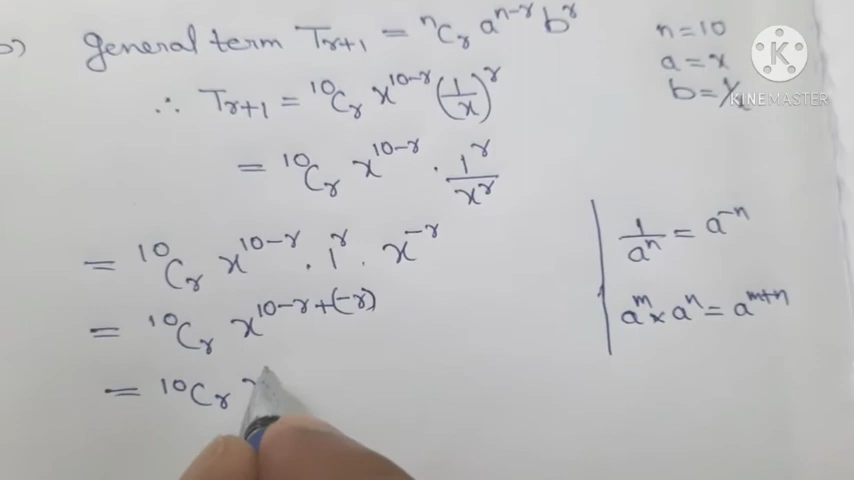 b) general term Tr+1 = ⁿCr aⁿ⁻ʳ bʳ
n=10
a=x
b=1/x
KINEMASTER
∴ Tr+1 = ¹⁰Cr x¹⁰⁻ʳ (1/x)ʳ
= ¹⁰Cr x¹⁰⁻ʳ · 1ʳ/xʳ
= ¹⁰Cr x¹⁰⁻ʳ · 1ʳ · x⁻ʳ
1/aⁿ = a⁻ⁿ
= ¹⁰Cr x¹⁰⁻ʳ⁺⁽⁻ʳ⁾
aᵐ × aⁿ = aᵐ⁺ⁿ
= ¹⁰Cr